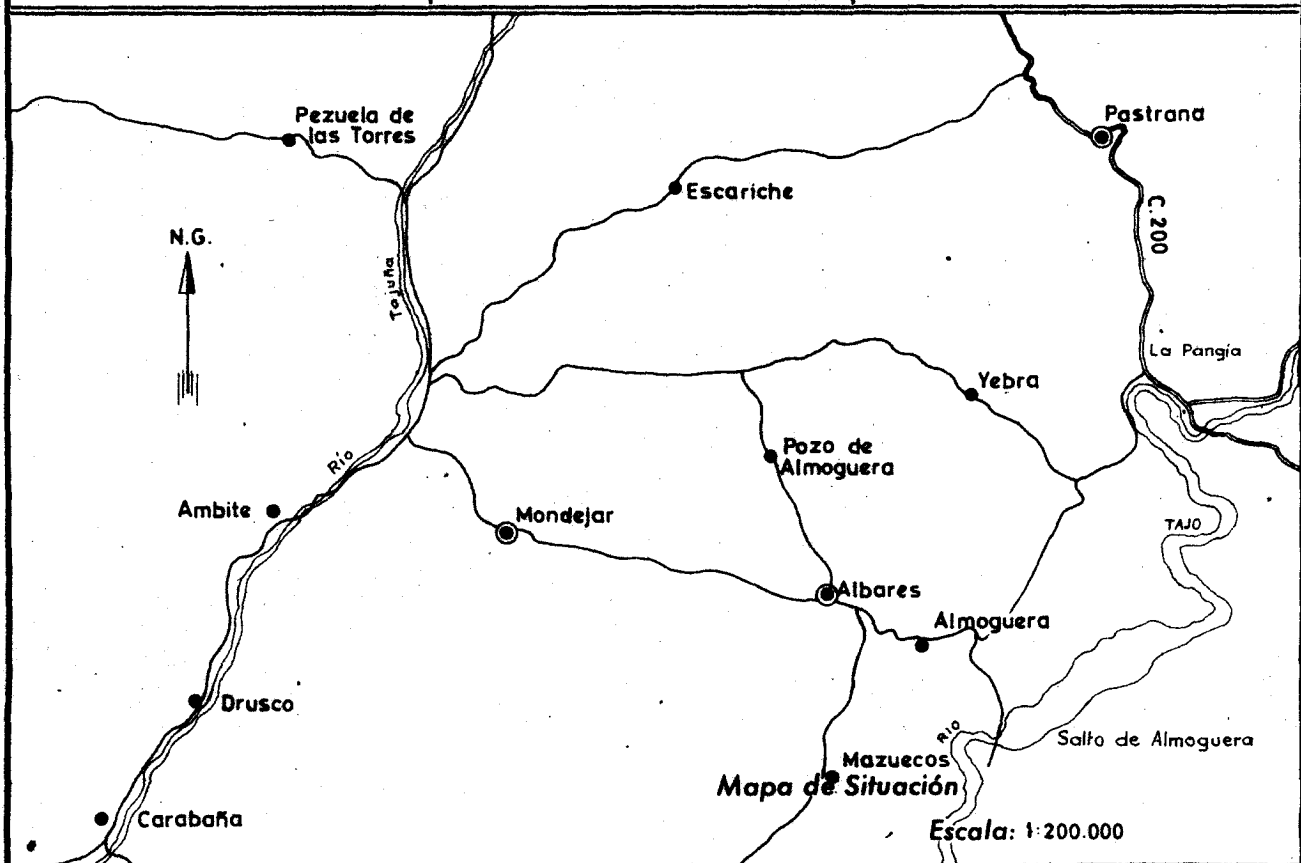 Pezuela de
las Torres
Pastrana
Escariche
C.200
N.G.
Tajuña
La Pangía
Yebra
Pozo de
Almoguera
Río
Ambite
Mondejar
TAJO
Albares
Almoguera
Drusco
RIO
Salto de Almoguera
Mazuecos
Mapa de Situación
Carabaña
Escala: 1:200.000